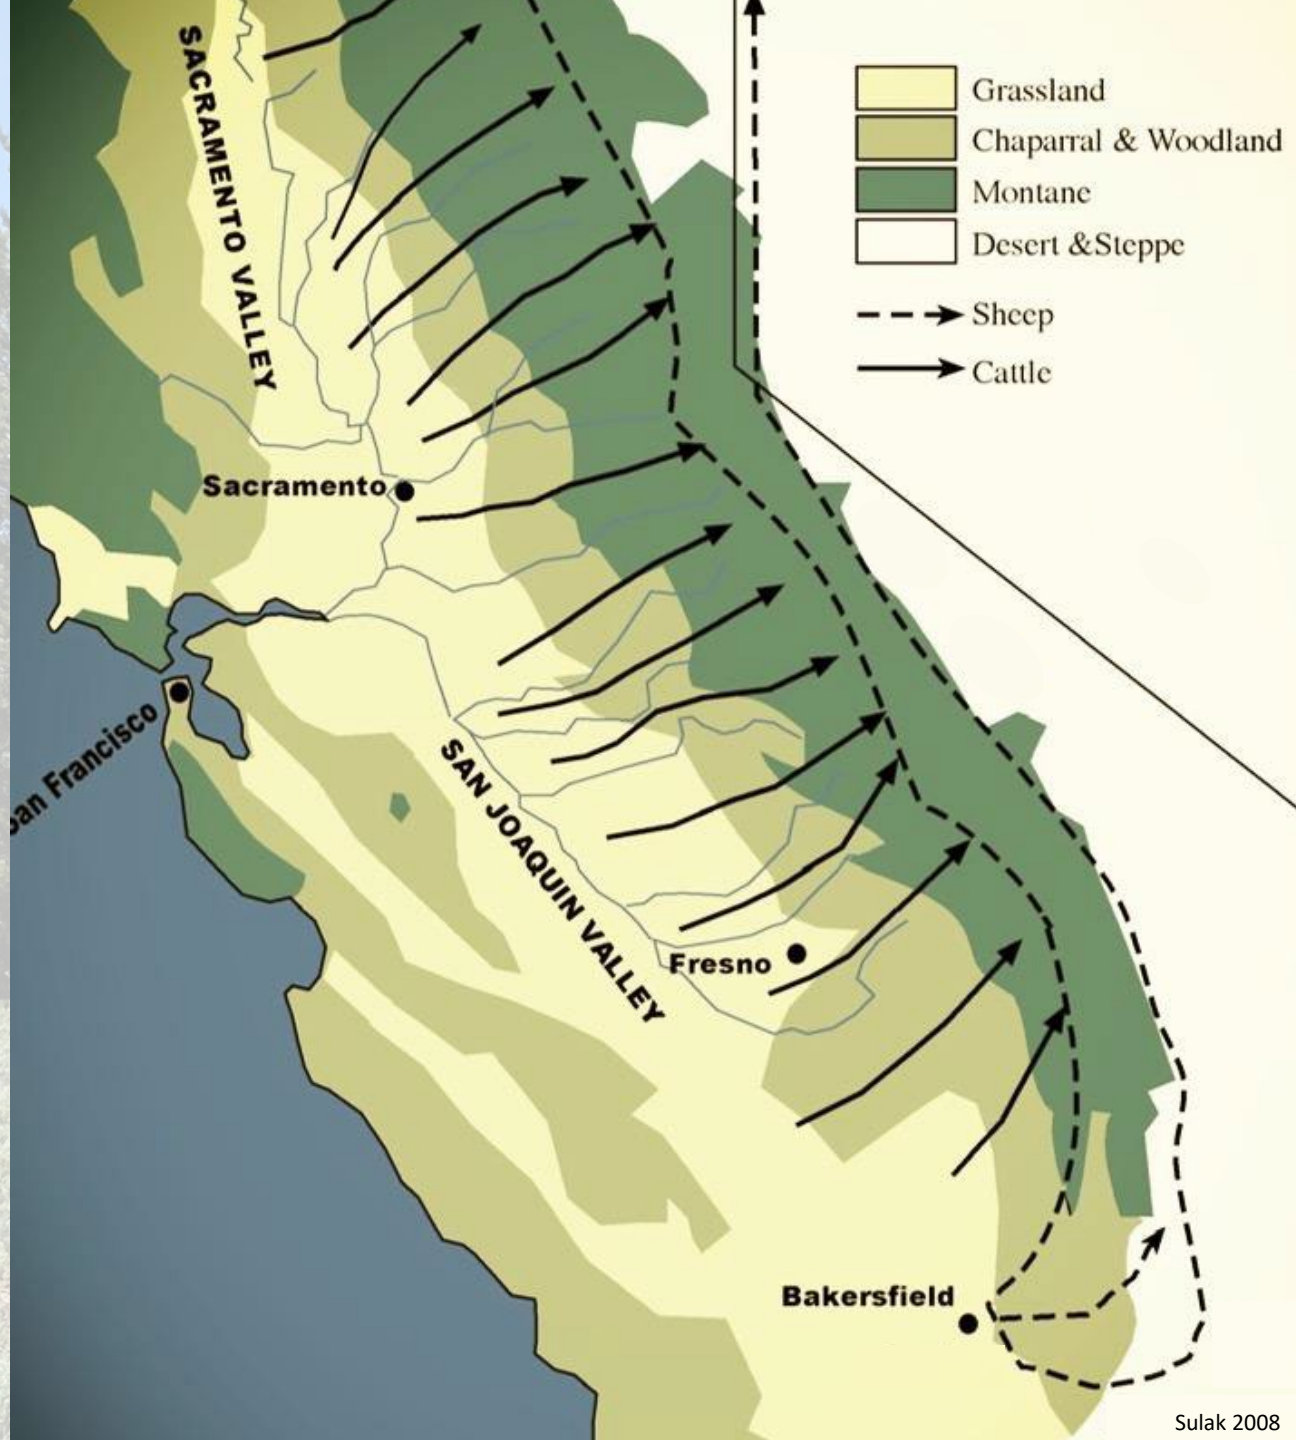 SACRAMENTO VALLEY
Grassland
Chaparral & Woodland
Montane
Desert &Steppe
Sheep
Cattle
Sacramento
San Francisco
SAN JOAQUIN VALLEY
Fresno
Bakersfield
Sulak 2008